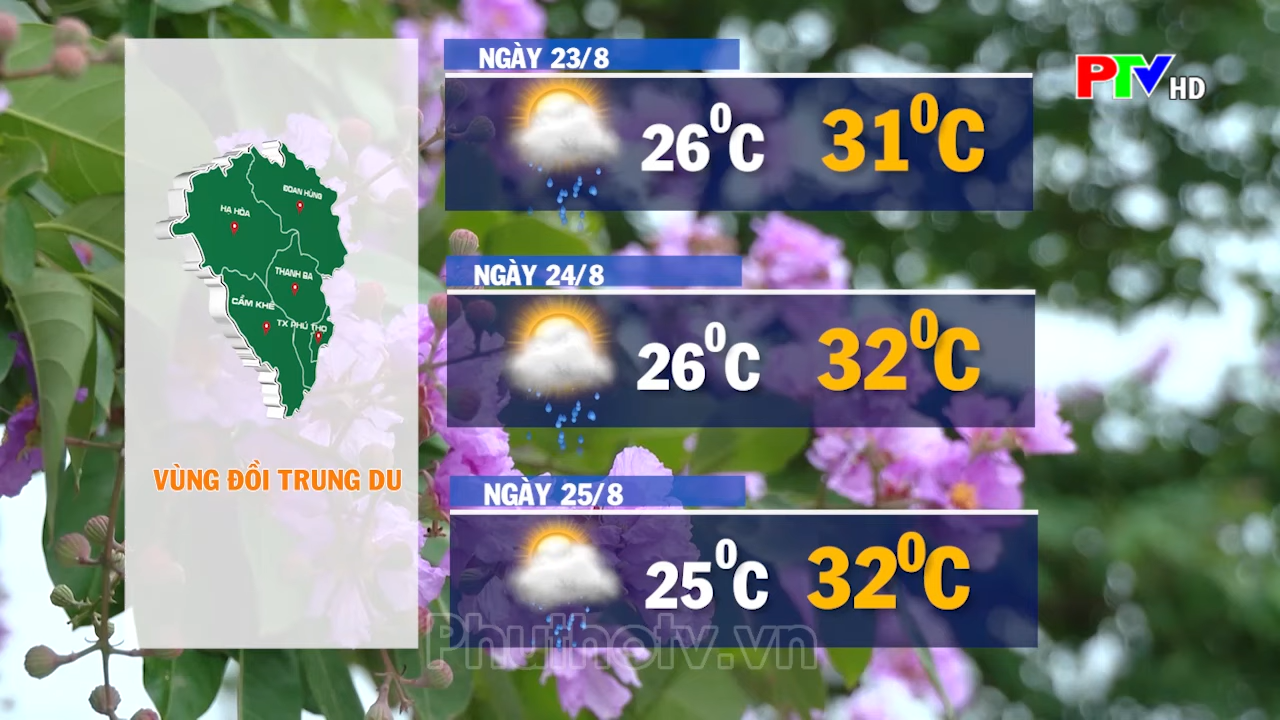 PTV HD
ĐOAN HÙNG
HẠ HÒA
THANH BA
CẨM KHÊ
TX PHÚ THỌ
VÙNG ĐỒI TRUNG DU
NGÀY 23/8
26⁰C 31⁰C
NGÀY 24/8
26⁰C 32⁰C
NGÀY 25/8
25⁰C 32⁰C
Phuthotv.vn